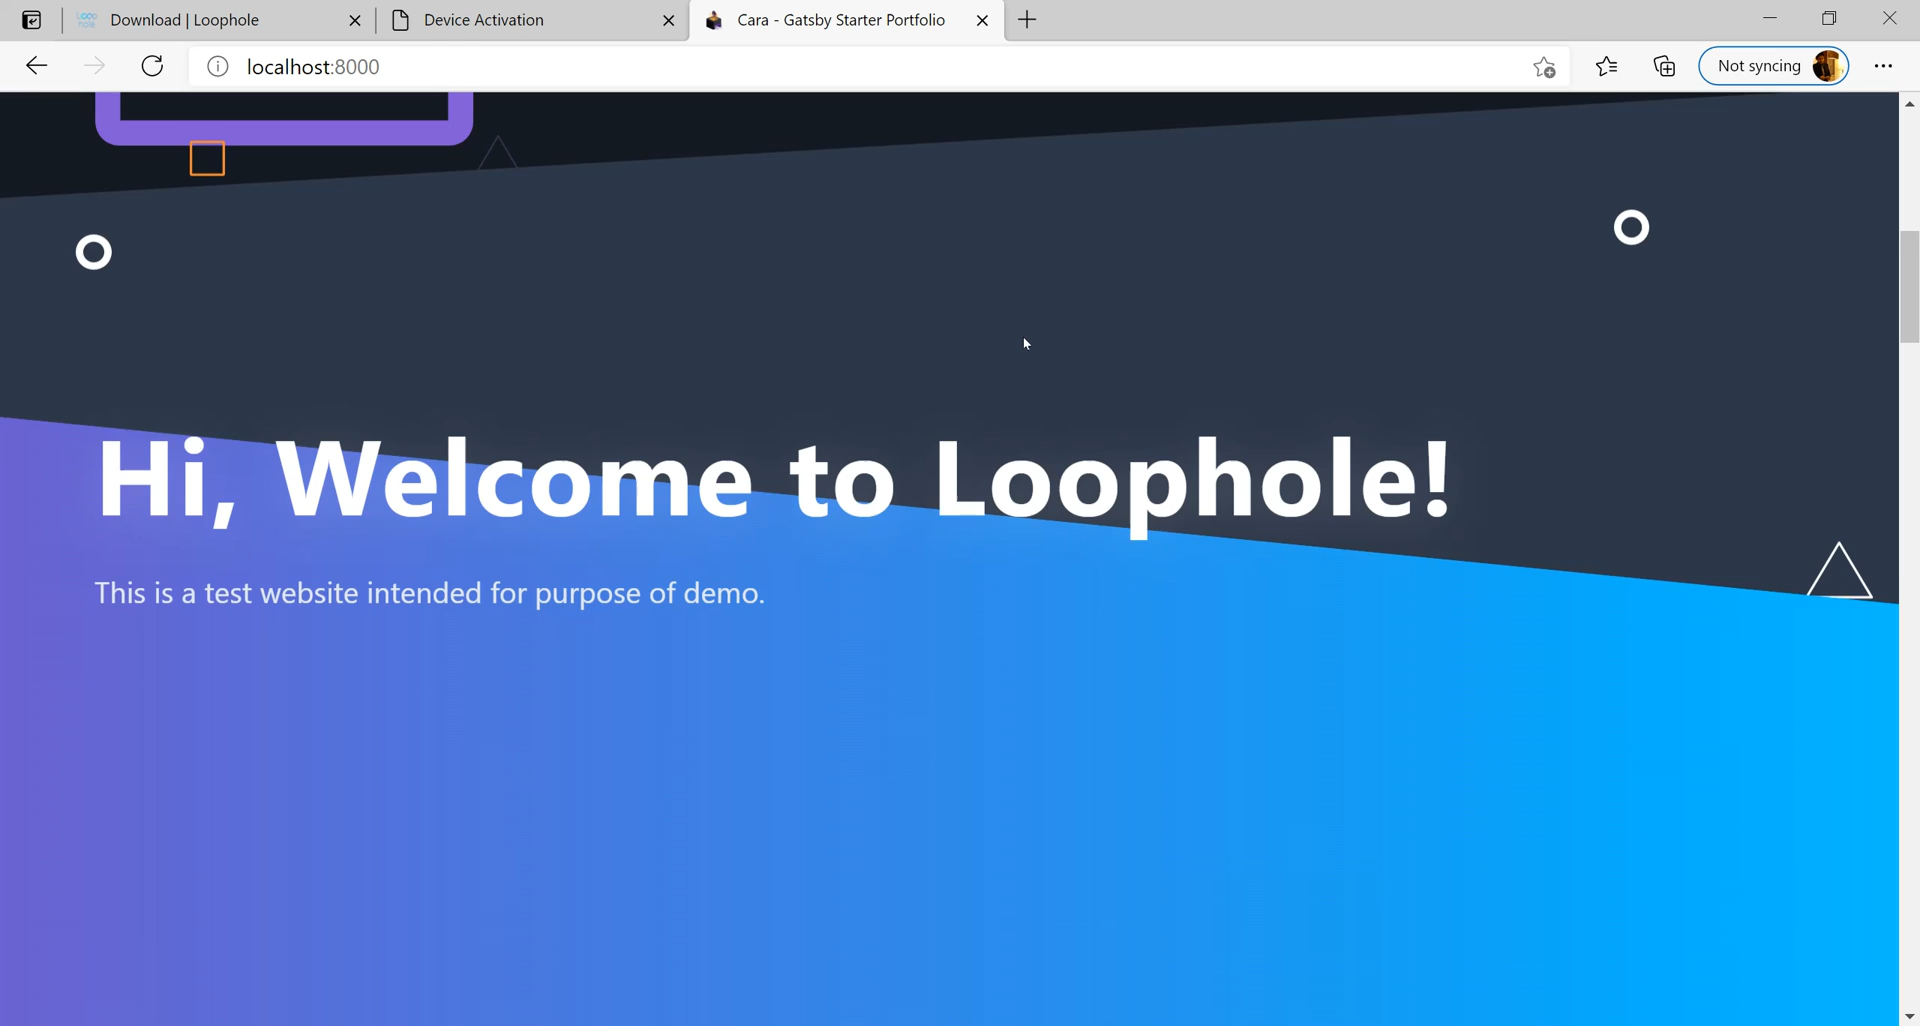 Download | Loophole
Device Activation
Cara - Gatsby Starter Portfolio
localhost:8000
Not syncing
Hi, Welcome to Loophole!
This is a test website intended for purpose of demo.